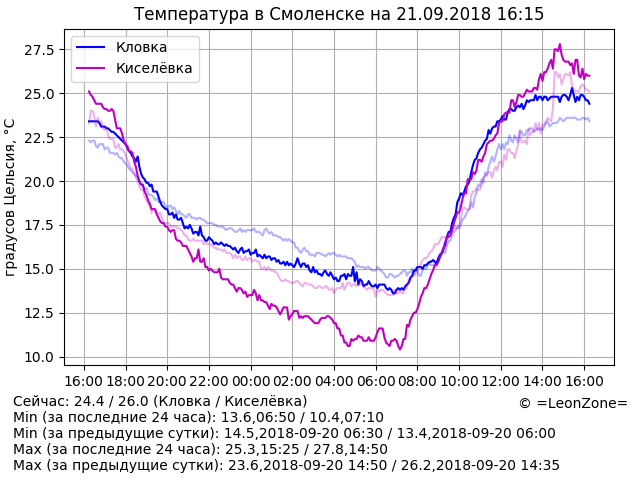 Температура в Смоленске на 21.09.2018 16:15
Кловка
Киселёвка
градусов Цельсия, °C
27.5
25.0
22.5
20.0
17.5
15.0
12.5
10.0
16:00 18:00 20:00 22:00 00:00 02:00 04:00 06:00 08:00 10:00 12:00 14:00 16:00
Сейчас: 24.4 / 26.0 (Кловка / Киселёвка)
© =LeonZone=
Min (за последние 24 часа): 13.6,06:50 / 10.4,07:10
Min (за предыдущие сутки): 14.5,2018-09-20 06:30 / 13.4,2018-09-20 06:00
Max (за последние 24 часа): 25.3,15:25 / 27.8,14:50
Max (за предыдущие сутки): 23.6,2018-09-20 14:50 / 26.2,2018-09-20 14:35